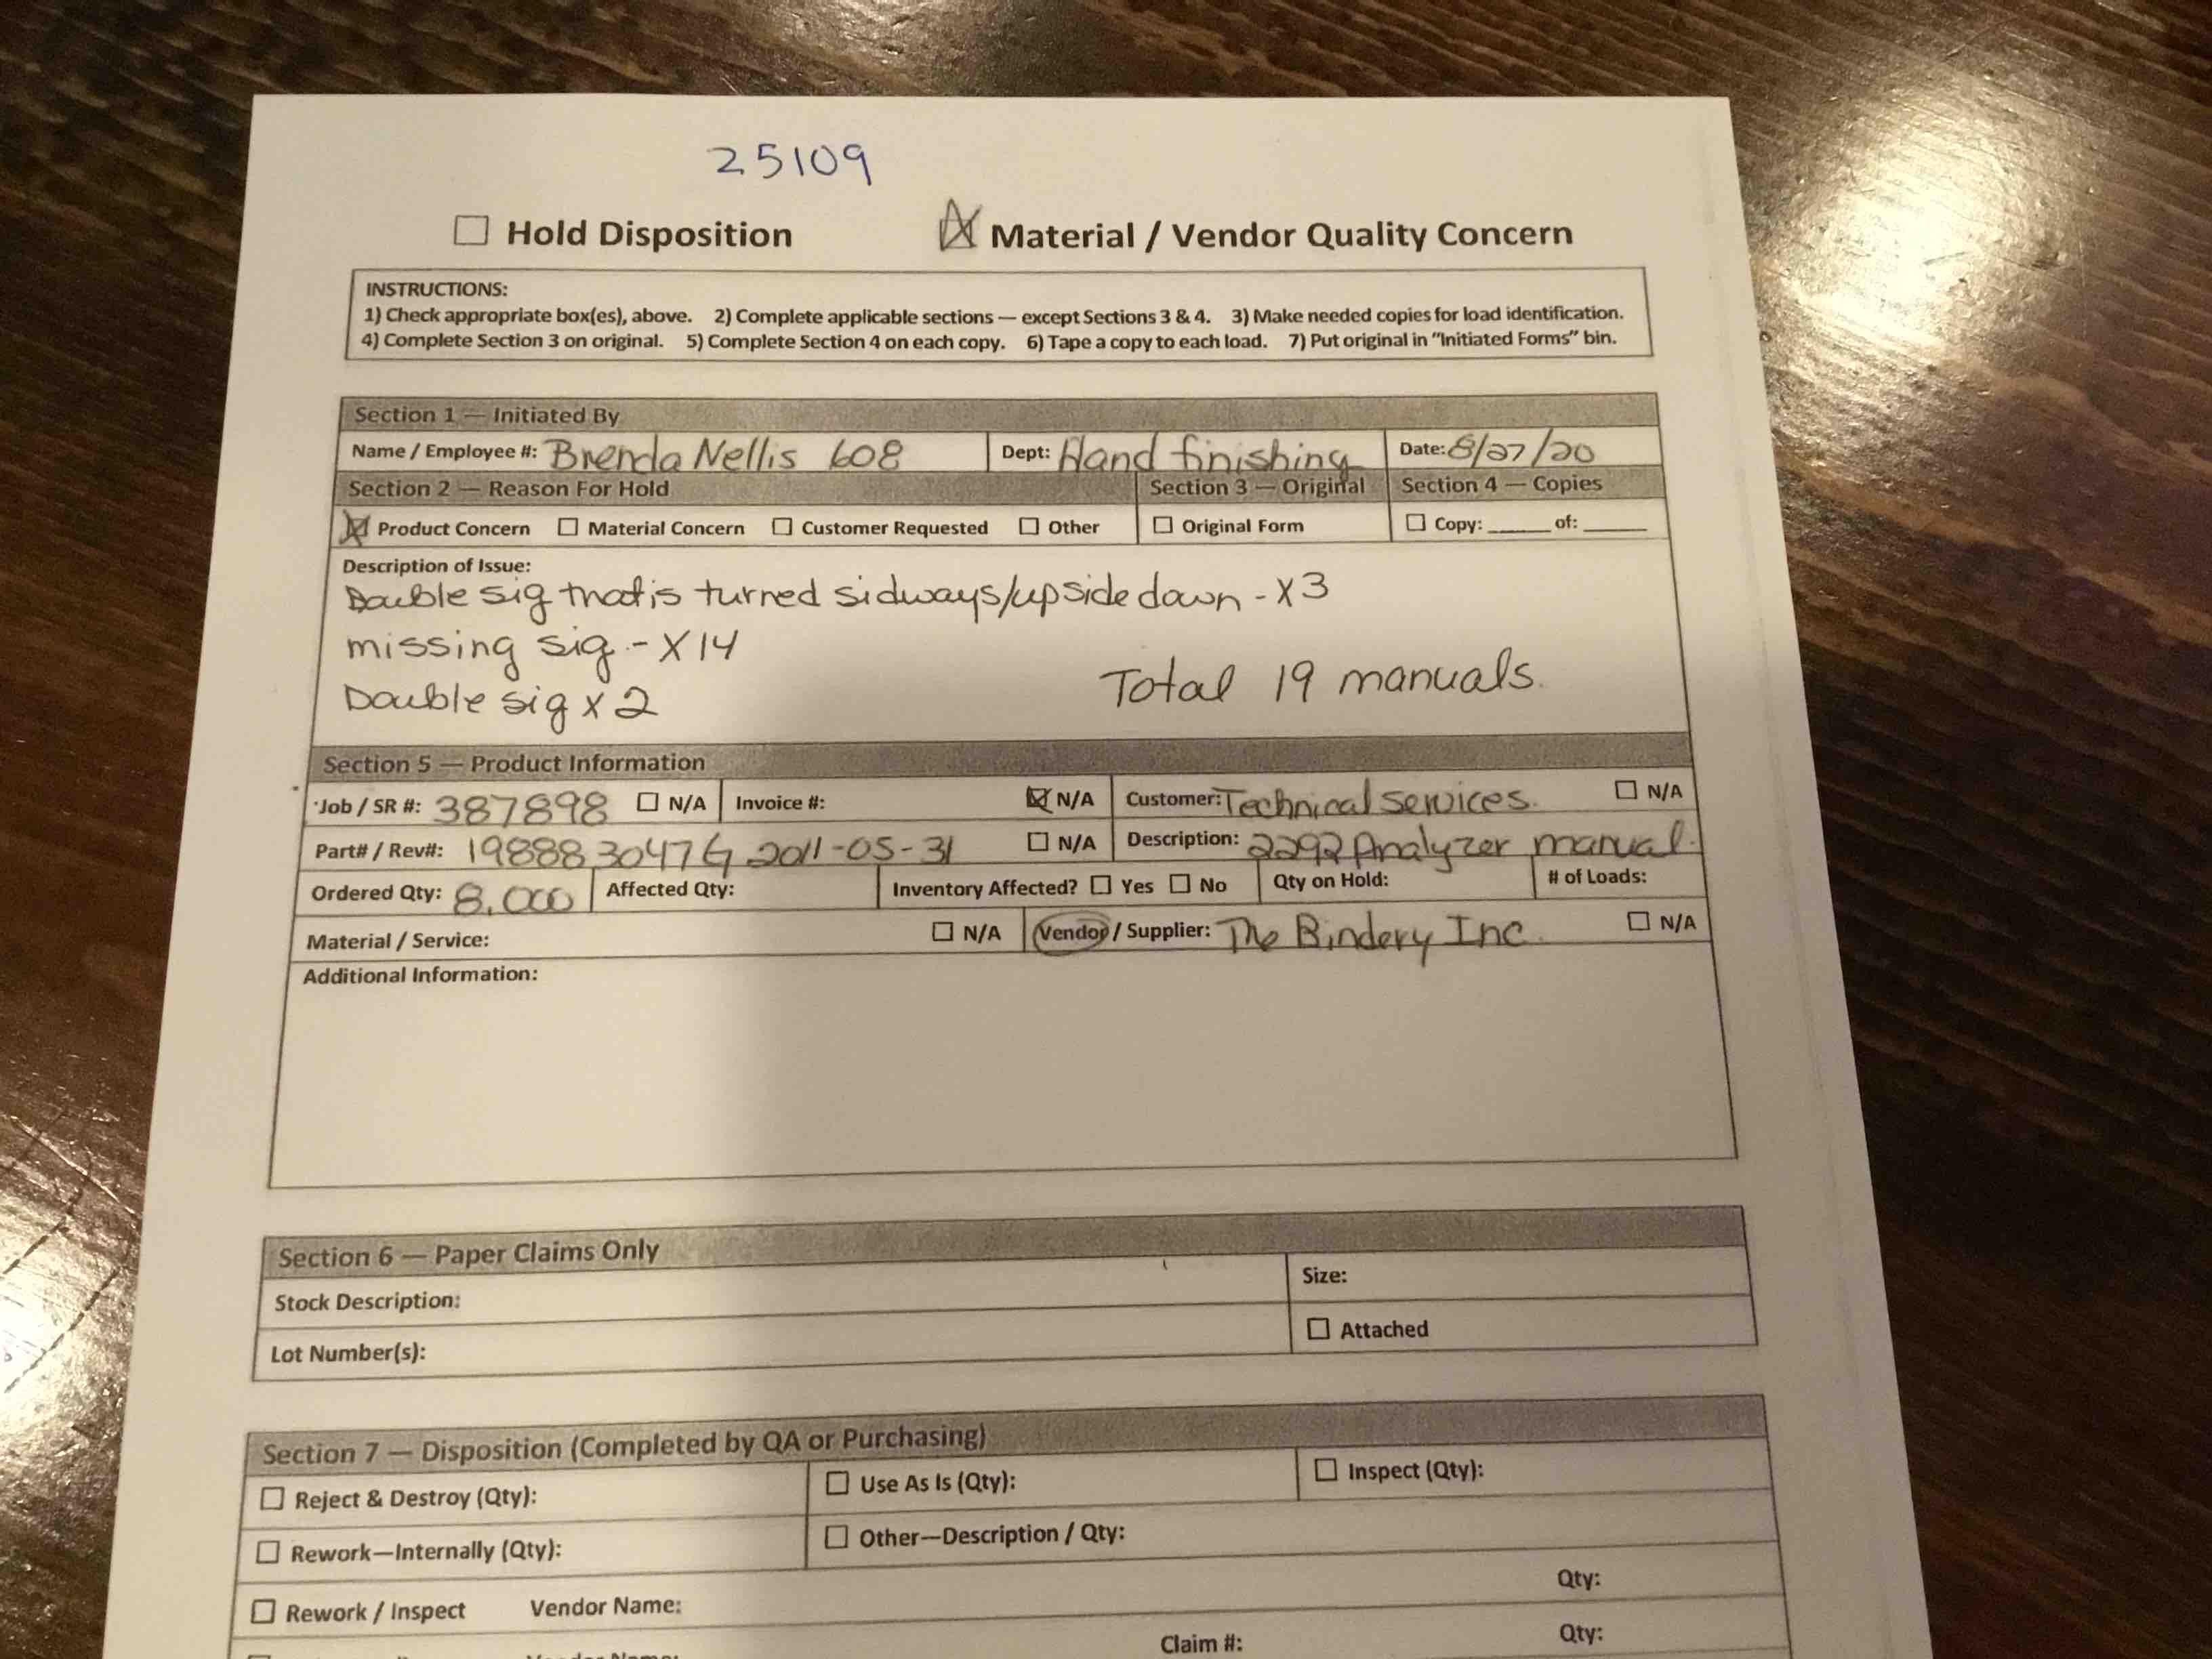 25109
☐ Hold Disposition ☒ Material / Vendor Quality Concern
INSTRUCTIONS:
1) Check appropriate box(es), above. 2) Complete applicable sections — except Sections 3 & 4. 3) Make needed copies for load identification.
4) Complete Section 3 on original. 5) Complete Section 4 on each copy. 6) Tape a copy to each load. 7) Put original in "Initiated Forms" bin.
Section 1 — Initiated By
Name / Employee #: Brenda Nellis 608 Dept: Hand finishing Date: 8/27/20
Section 2 — Reason For Hold Section 3 — Original Section 4 — Copies
☒ Product Concern ☐ Material Concern ☐ Customer Requested ☐ Other ☐ Original Form ☐ Copy: ______ of: ______
Description of Issue:
Double sig that is turned sidways/upside down - X3
missing sig - X14
Double sig x 2 Total 19 manuals.
Section 5 — Product Information
Job / SR #: 387898 ☐ N/A Invoice #: ☒ N/A Customer: Technical Services. ☐ N/A
Part# / Rev#: 198883047G 2011-05-31 ☐ N/A Description: 2292 Analyzer manual.
Ordered Qty: 8,000 Affected Qty: Inventory Affected? ☐ Yes ☐ No Qty on Hold: # of Loads:
Material / Service: ☐ N/A Vendor / Supplier: The Bindery Inc. ☐ N/A
Additional Information:
Section 6 — Paper Claims Only
Stock Description: Size:
Lot Number(s): ☐ Attached
Section 7 — Disposition (Completed by QA or Purchasing)
☐ Reject & Destroy (Qty): ☐ Use As Is (Qty): ☐ Inspect (Qty):
☐ Rework—Internally (Qty): ☐ Other—Description / Qty:
☐ Rework / Inspect Vendor Name: Qty:
Vendor Name: Claim #: Qty: